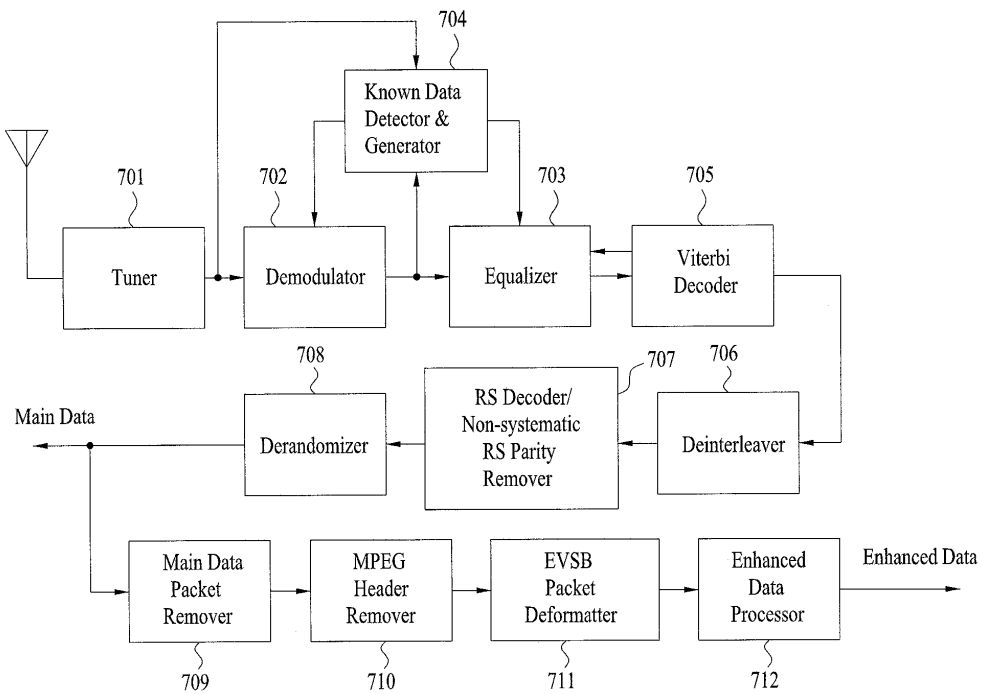 704
Known Data
Detector &
Generator
701
702
703
705
Tuner
Demodulator
Equalizer
Viterbi
Decoder
708
707
706
Main Data
Derandomizer
RS Decoder/
Non-systematic
RS Parity
Remover
Deinterleaver
Main Data
Packet
Remover
MPEG
Header
Remover
EVSB
Packet
Deformatter
Enhanced
Data
Processor
Enhanced Data
709
710
711
712